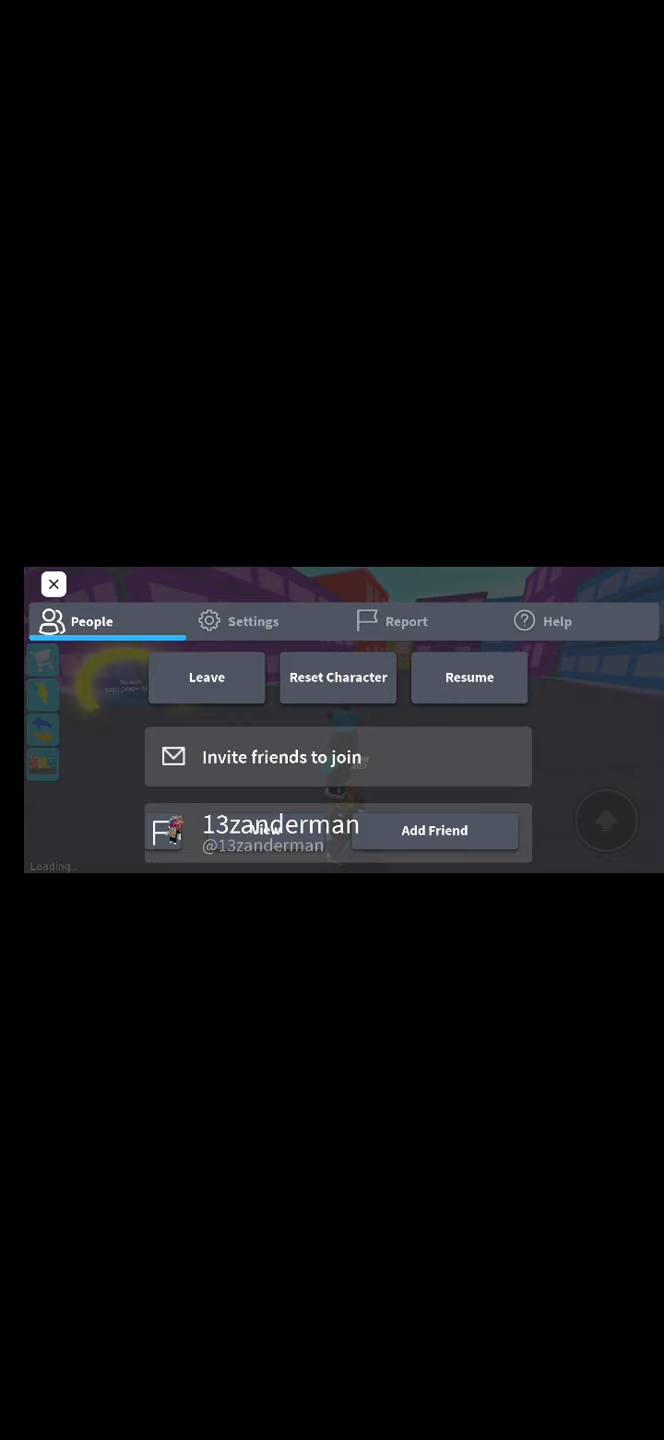 People
Settings
Report
Help
Leave
Reset Character
Resume
Invite friends to join
13zanderman
View
Add Friend
@13zanderman
Loading...